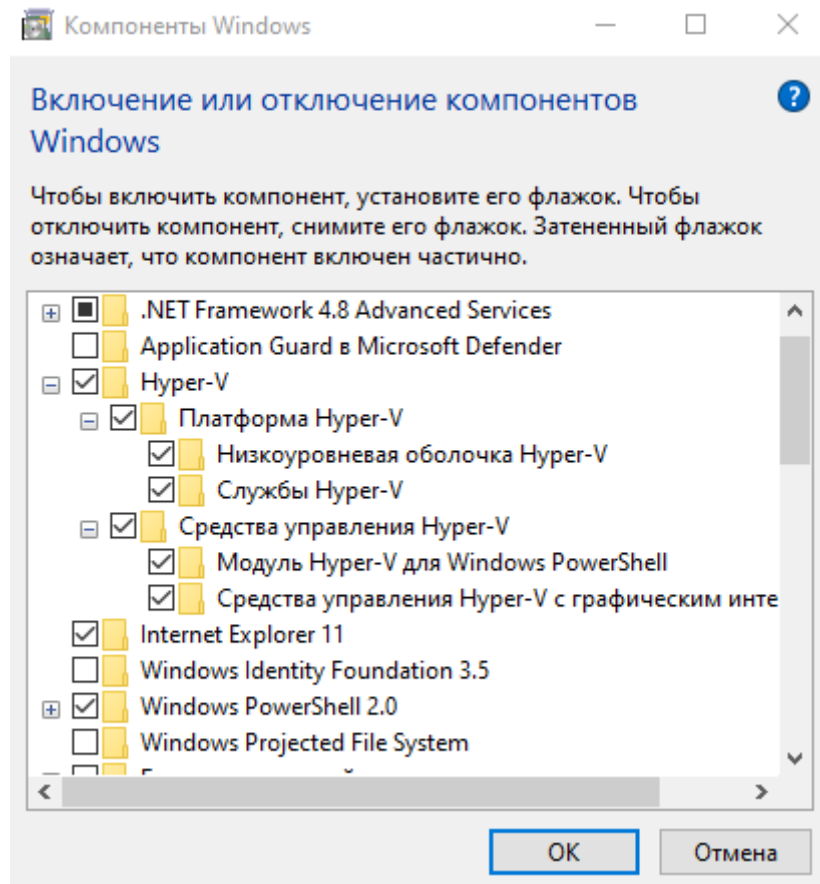 Компоненты Windows
Включение или отключение компонентов
Windows
Чтобы включить компонент, установите его флажок. Чтобы
отключить компонент, снимите его флажок. Затененный флажок
означает, что компонент включен частично.
.NET Framework 4.8 Advanced Services
Application Guard в Microsoft Defender
Hyper-V
Платформа Hyper-V
Низкоуровневая оболочка Hyper-V
Службы Hyper-V
Средства управления Hyper-V
Модуль Hyper-V для Windows PowerShell
Средства управления Hyper-V с графическим инте
Internet Explorer 11
Windows Identity Foundation 3.5
Windows PowerShell 2.0
Windows Projected File System
ОК
Отмена